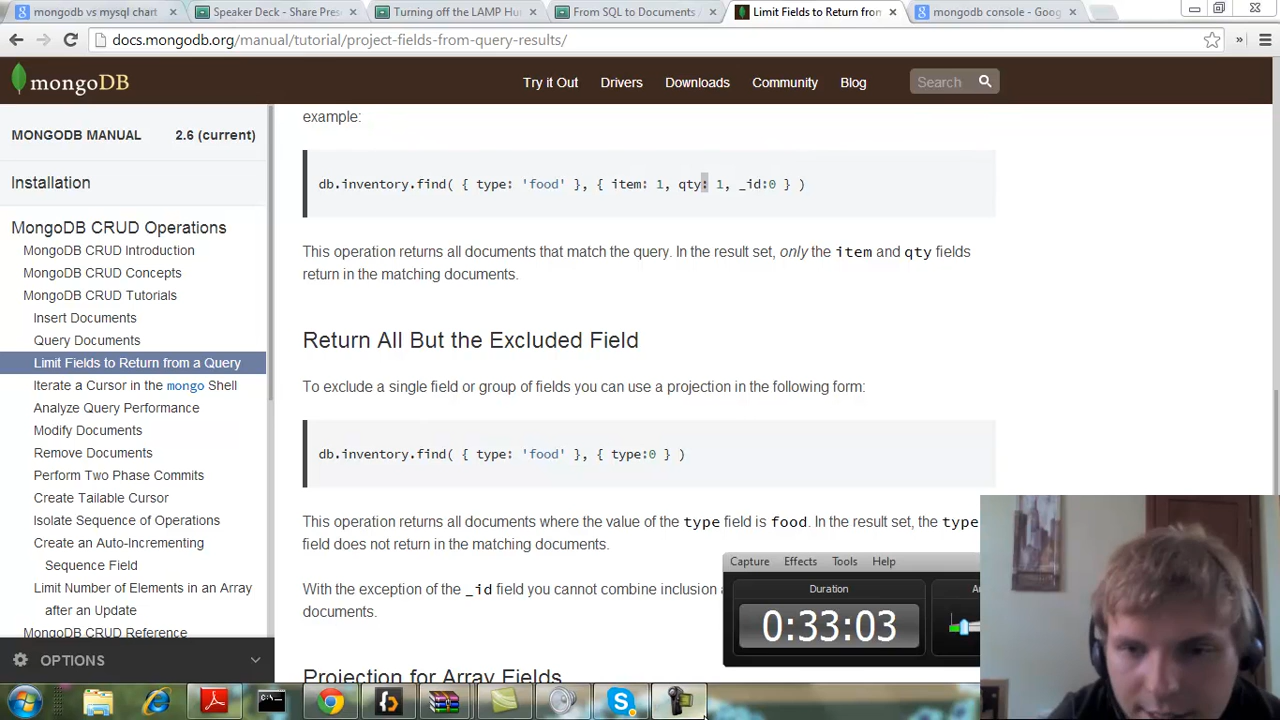 mongodb vs mysql chart
Speaker Deck - Share Pres
Turning off the LAMP Hu
From SQL to Documents
Limit Fields to Return from
mongodb console - Goog
docs.mongodb.org/manual/tutorial/project-fields-from-query-results/
mongoDB
Try it Out Drivers Downloads Community Blog
Search
MONGODB MANUAL 2.6 (current)
Installation
MongoDB CRUD Operations
MongoDB CRUD Introduction
MongoDB CRUD Concepts
MongoDB CRUD Tutorials
Insert Documents
Query Documents
Limit Fields to Return from a Query
Iterate a Cursor in the mongo Shell
Analyze Query Performance
Modify Documents
Remove Documents
Perform Two Phase Commits
Create Tailable Cursor
Isolate Sequence of Operations
Create an Auto-Incrementing
Sequence Field
Limit Number of Elements in an Array
after an Update
MongoDB CRUD Reference
OPTIONS
example:
db.inventory.find( { type: 'food' }, { item: 1, qty: 1, _id:0 } )
This operation returns all documents that match the query. In the result set, only the item and qty fields
return in the matching documents.
Return All But the Excluded Field
To exclude a single field or group of fields you can use a projection in the following form:
db.inventory.find( { type: 'food' }, { type:0 } )
This operation returns all documents where the value of the type field is food. In the result set, the type
field does not return in the matching documents.
With the exception of the _id field you cannot combine inclusion
documents.
Projection for Array Fields
Capture Effects Tools Help
Duration
0:33:03